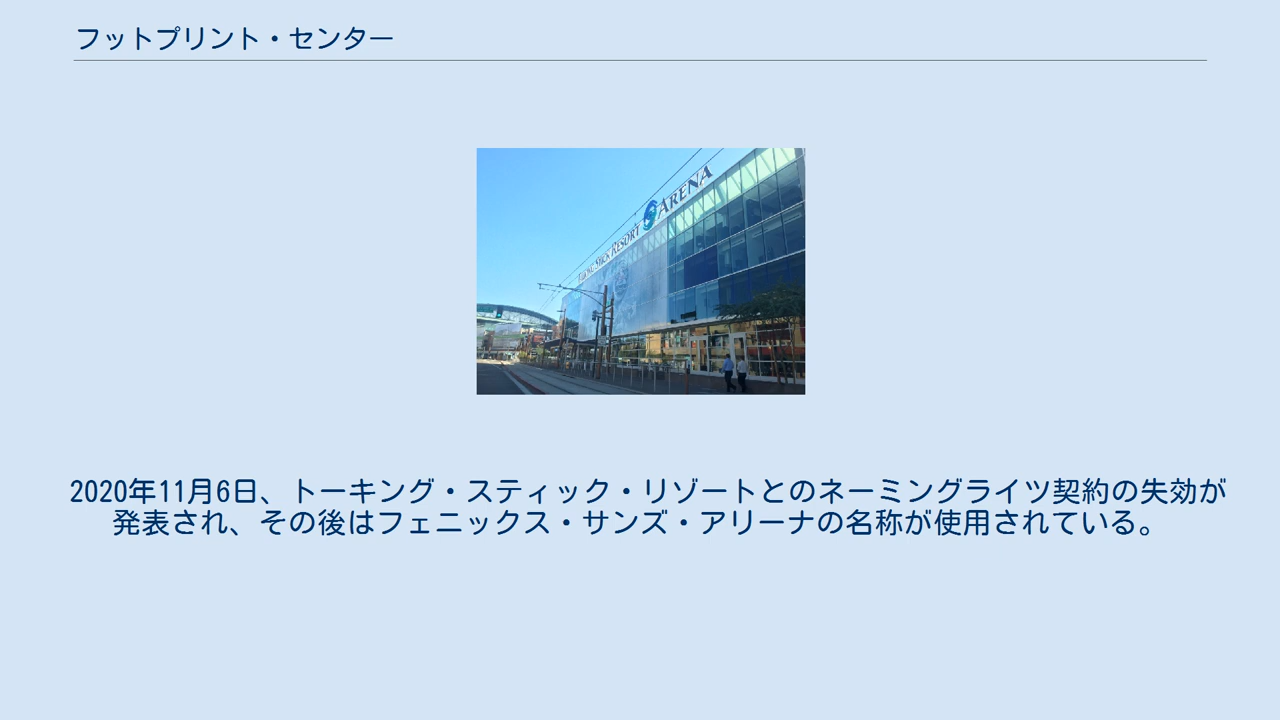 フットプリント・センター
TALKING STICK RESORT ARENA
2020年11月6日、トーキング・スティック・リゾートとのネーミングライツ契約の失効が
発表され、その後はフェニックス・サンズ・アリーナの名称が使用されている。